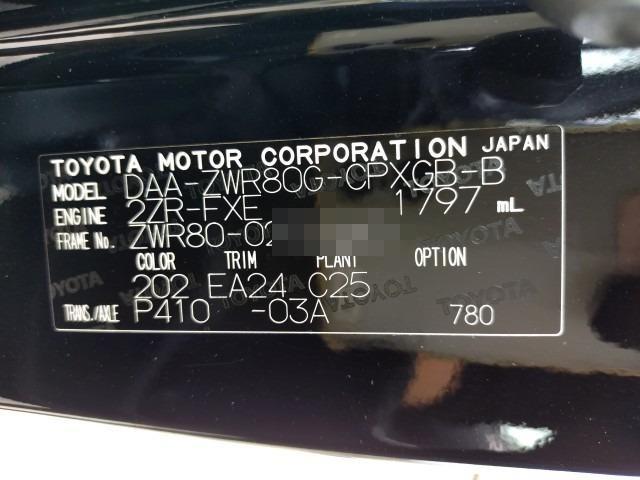 TOYOTA MOTOR CORPORATION JAPAN
MODEL DAA-ZWR80G-CPXGB-B
ENGINE 2ZR-FXE 1797 mL
FRAME No. ZWR80-02
COLOR TRIM PLANT OPTION
202 EA24 C25
TRANS./AXLE P410 -03A 780